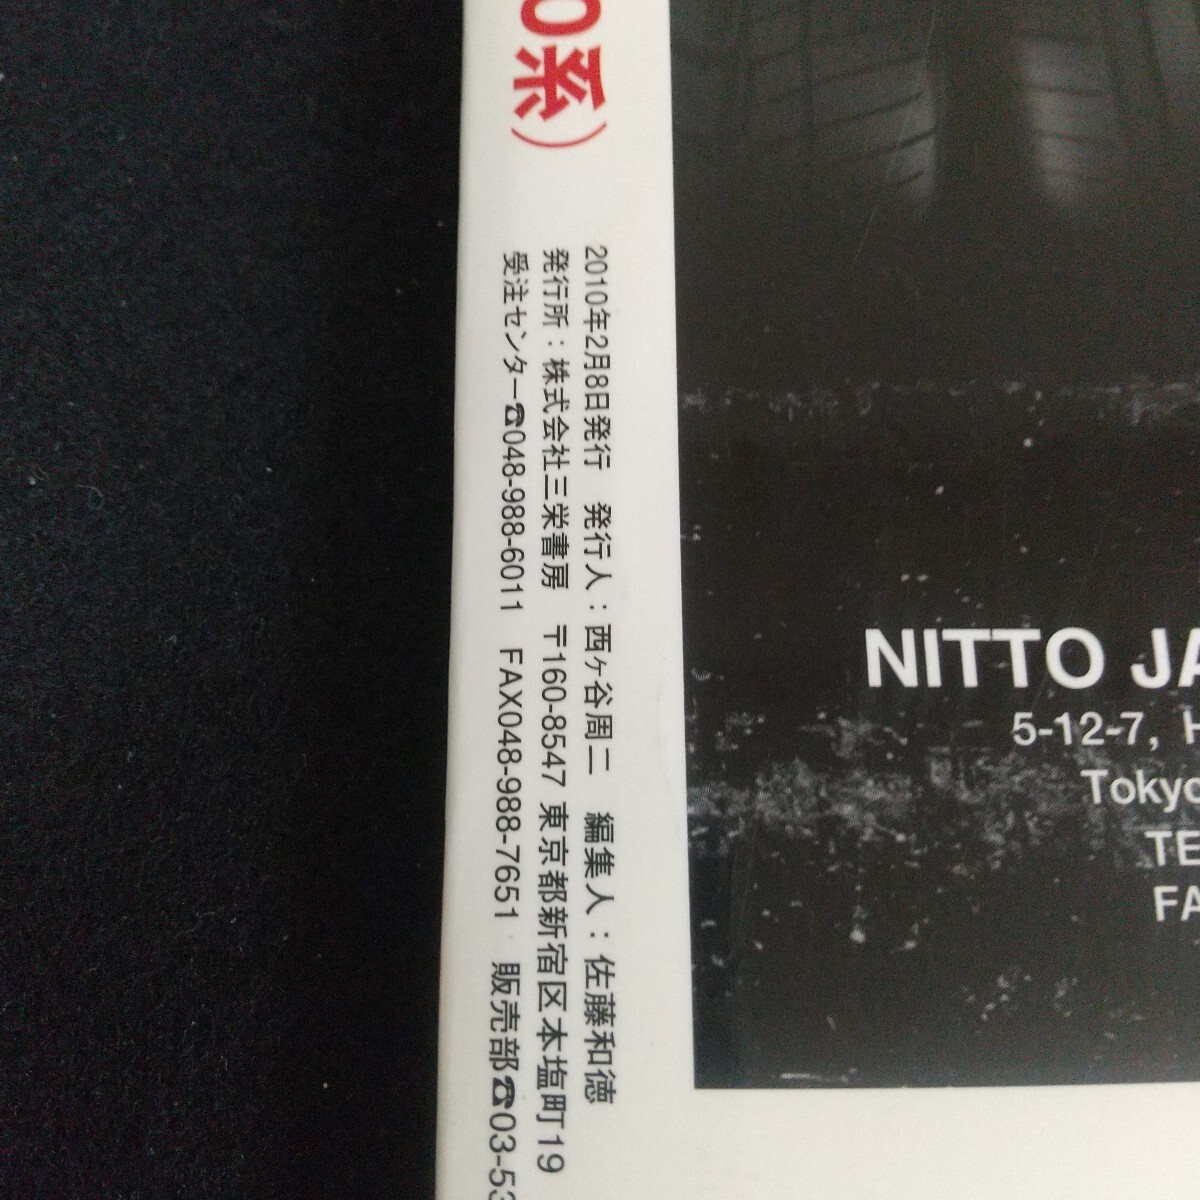 0系)
2010年2月8日発行　発行人：西ヶ谷周二　編集人：佐藤和徳
発行所：株式会社三栄書房　〒160-8547 東京都新宿区本塩町19
受注センター☎048-988-6011　FAX048-988-7651　販売部☎03-53
NITTO JA
5-12-7, H
Tokyo
TE
FA